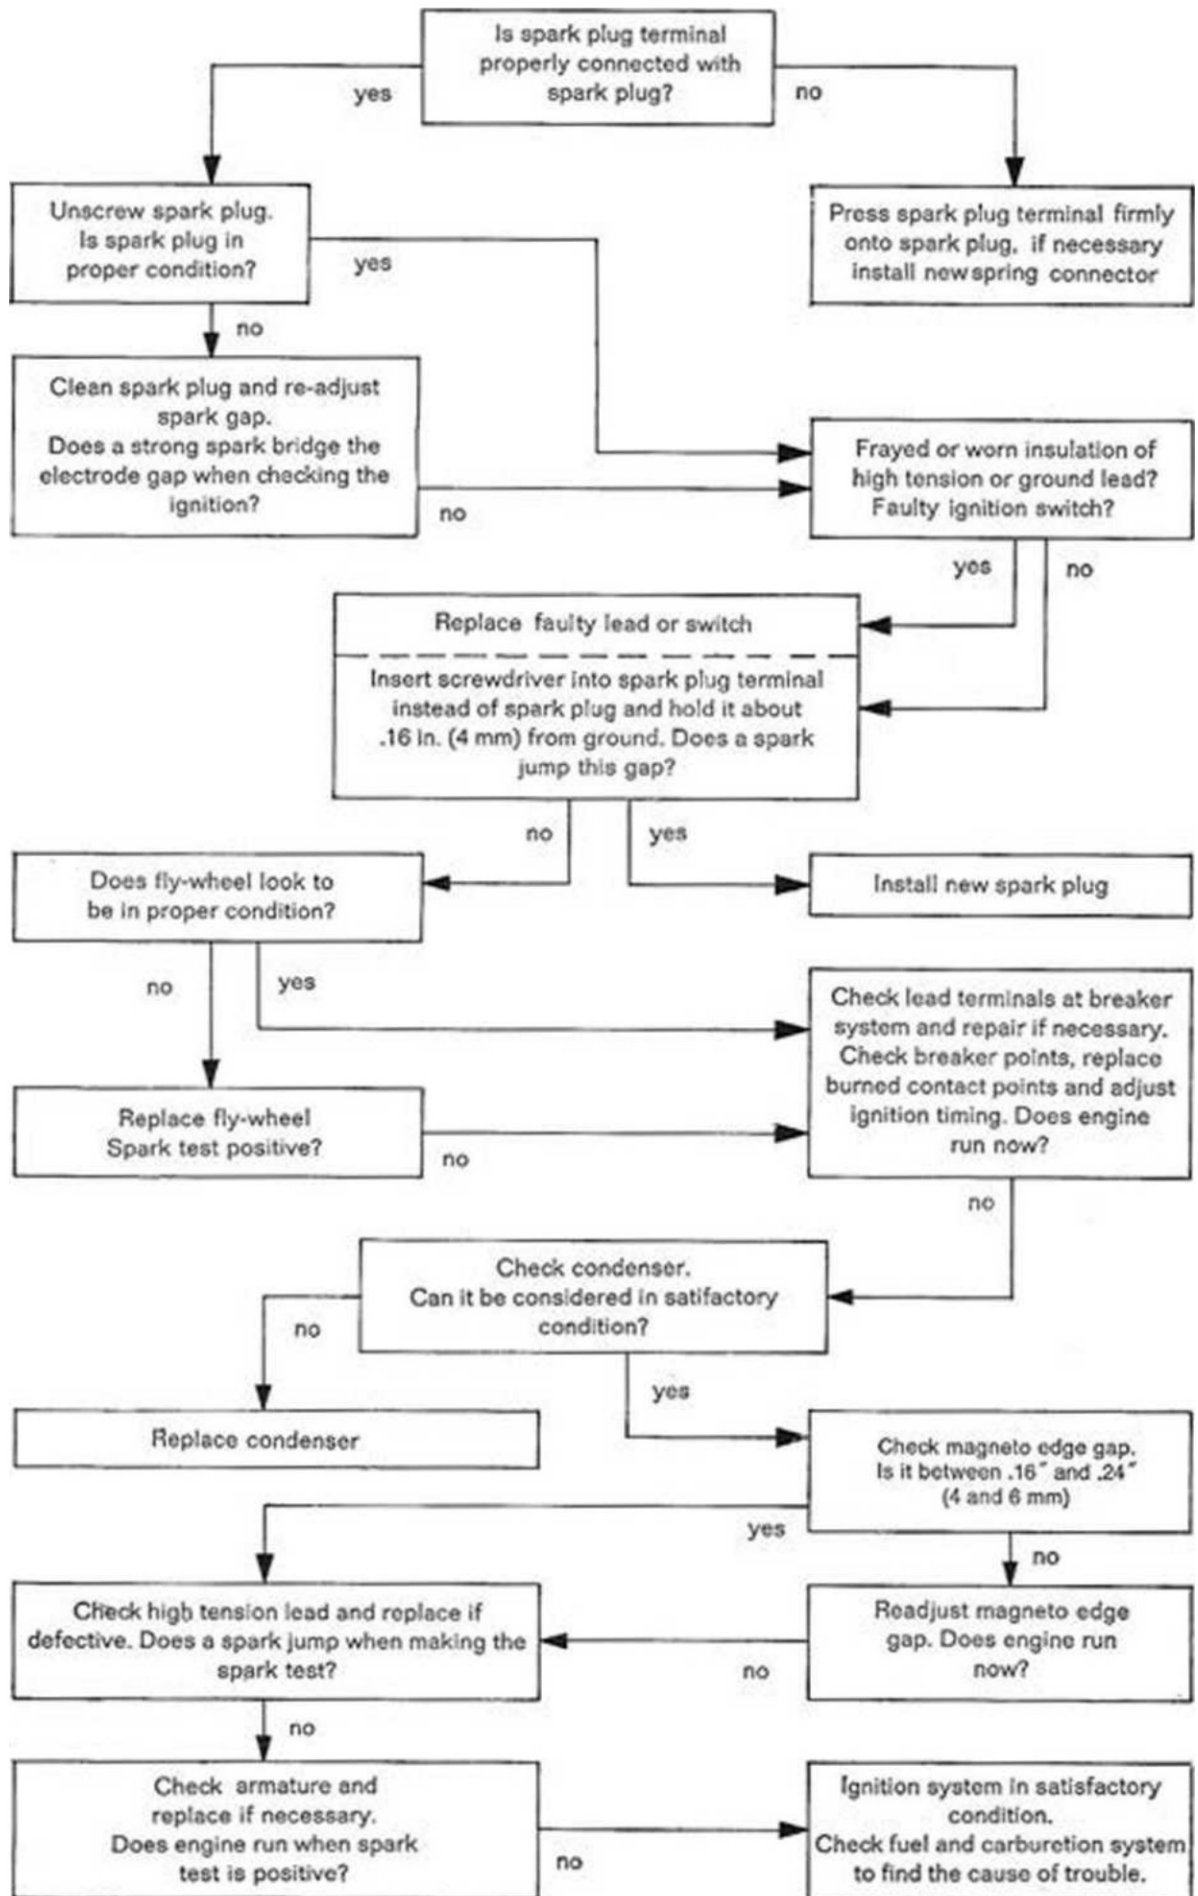 Is spark plug terminal
properly connected with
spark plug?
yes
no
Unscrew spark plug.
Is spark plug in
proper condition?
yes
no
Press spark plug terminal firmly
onto spark plug, if necessary
install new spring connector
Clean spark plug and re-adjust
spark gap.
Does a strong spark bridge the
electrode gap when checking the
ignition?
no
Frayed or worn insulation of
high tension or ground lead?
Faulty ignition switch?
yes
no
Replace faulty lead or switch
Insert screwdriver into spark plug terminal
instead of spark plug and hold it about
.16 in. (4 mm) from ground. Does a spark
jump this gap?
no
yes
Does fly-wheel look to
be in proper condition?
Install new spark plug
no
yes
Check lead terminals at breaker
system and repair if necessary.
Check breaker points, replace
burned contact points and adjust
ignition timing. Does engine
run now?
Replace fly-wheel
Spark test positive?
no
no
Check condenser.
Can it be considered in satifactory
condition?
no
yes
Replace condenser
Check magneto edge gap.
Is it between .16″ and .24″
(4 and 6 mm)
yes
no
Check high tension lead and replace if
defective. Does a spark jump when making the
spark test?
Readjust magneto edge
gap. Does engine run
now?
no
no
Check armature and
replace if necessary.
Does engine run when spark
test is positive?
no
Ignition system in satisfactory
condition.
Check fuel and carburetion system
to find the cause of trouble.